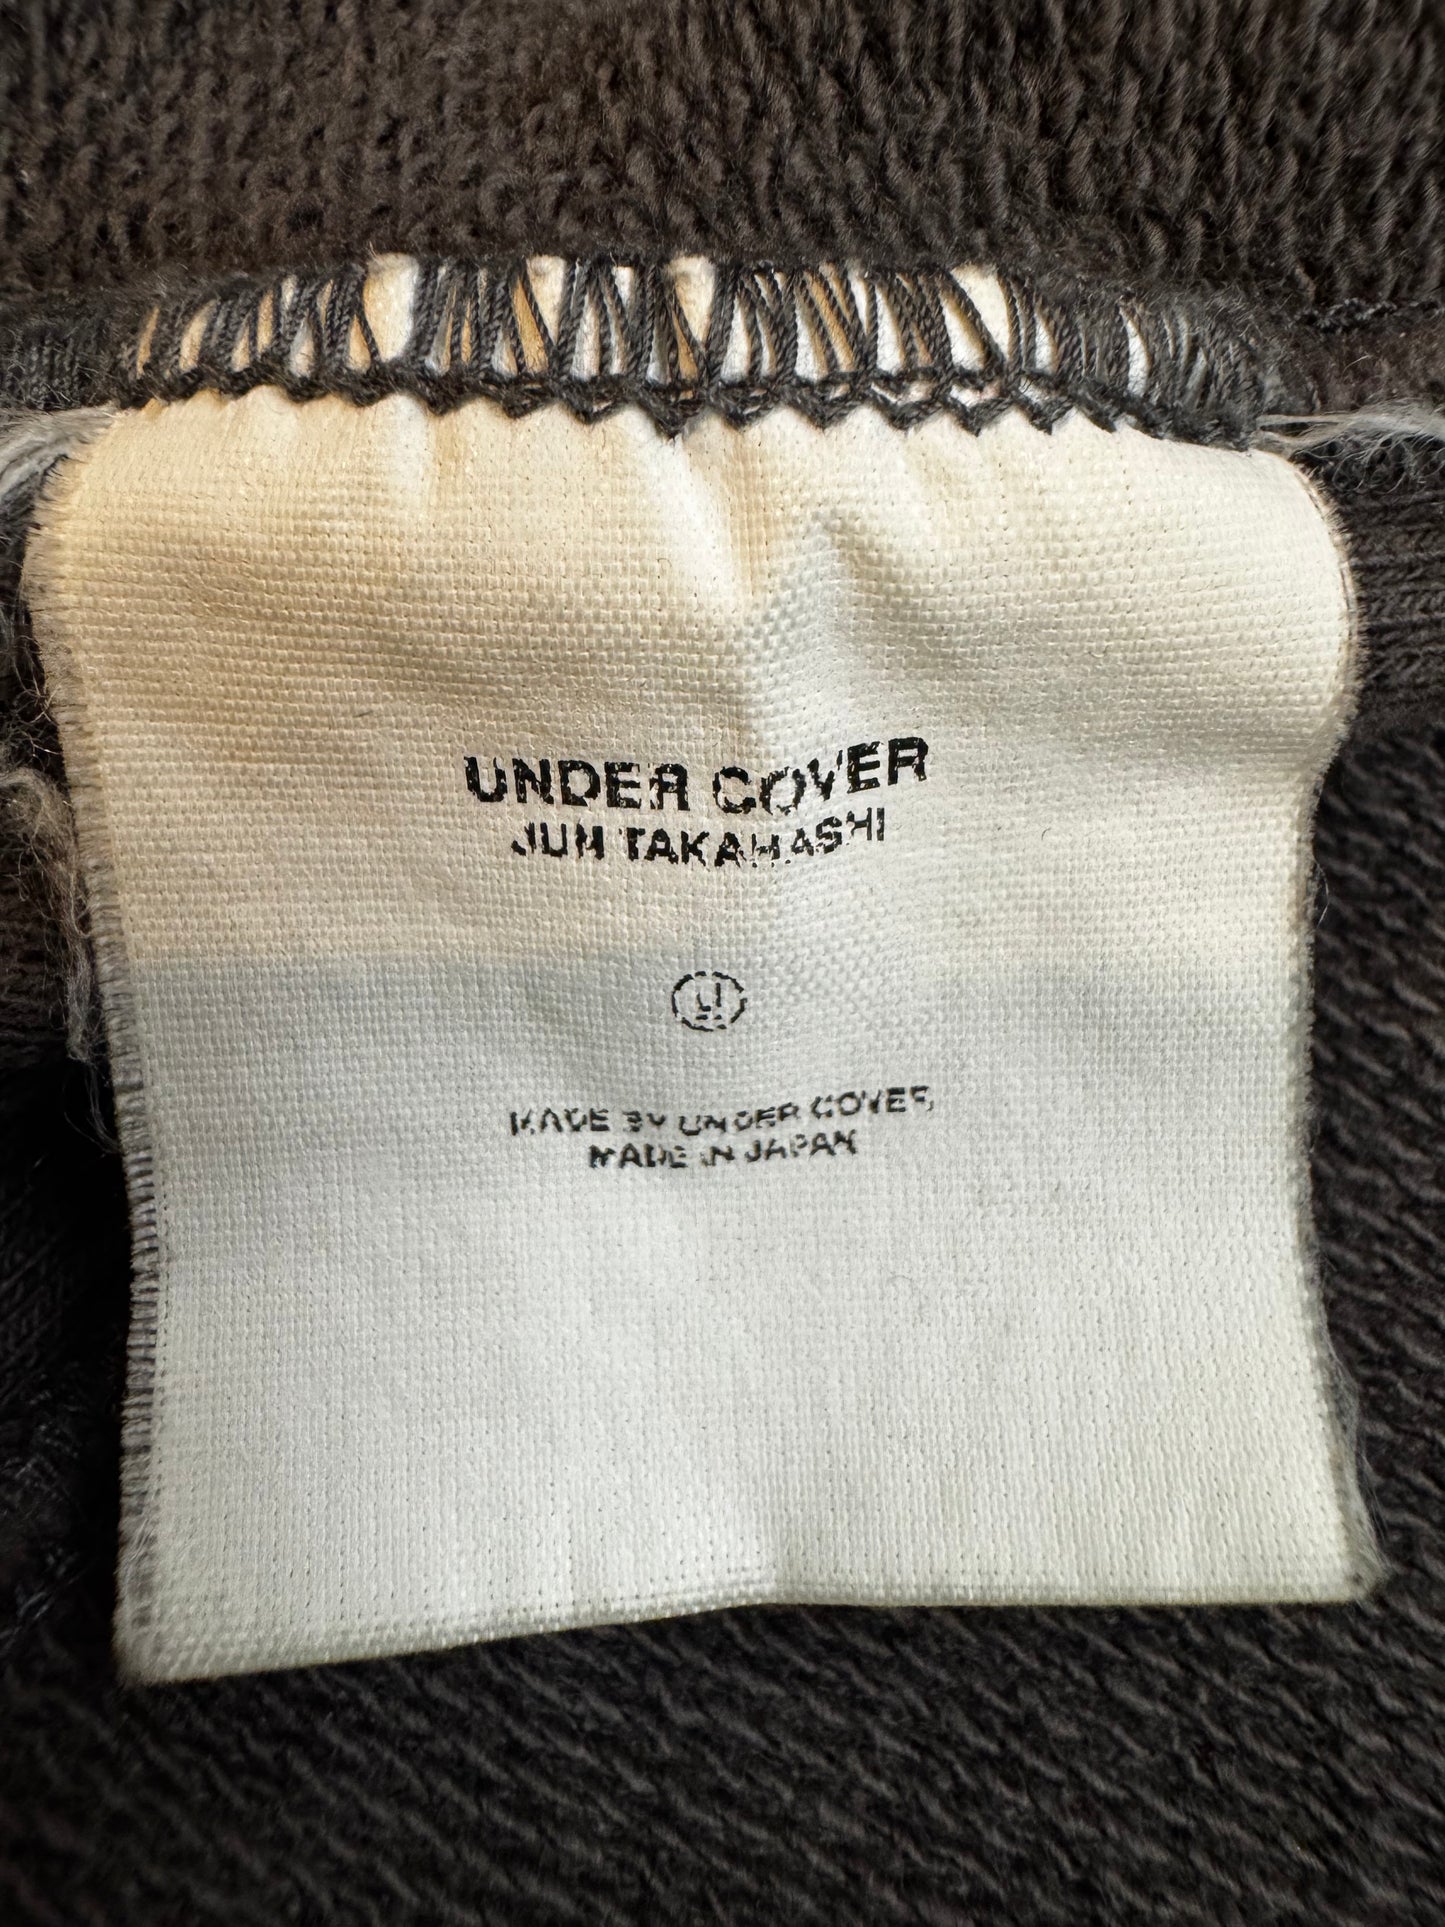 UNDER COVER
JUN TAKAHASHI
U
MADE BY UNDER COVER,
MADE IN JAPAN